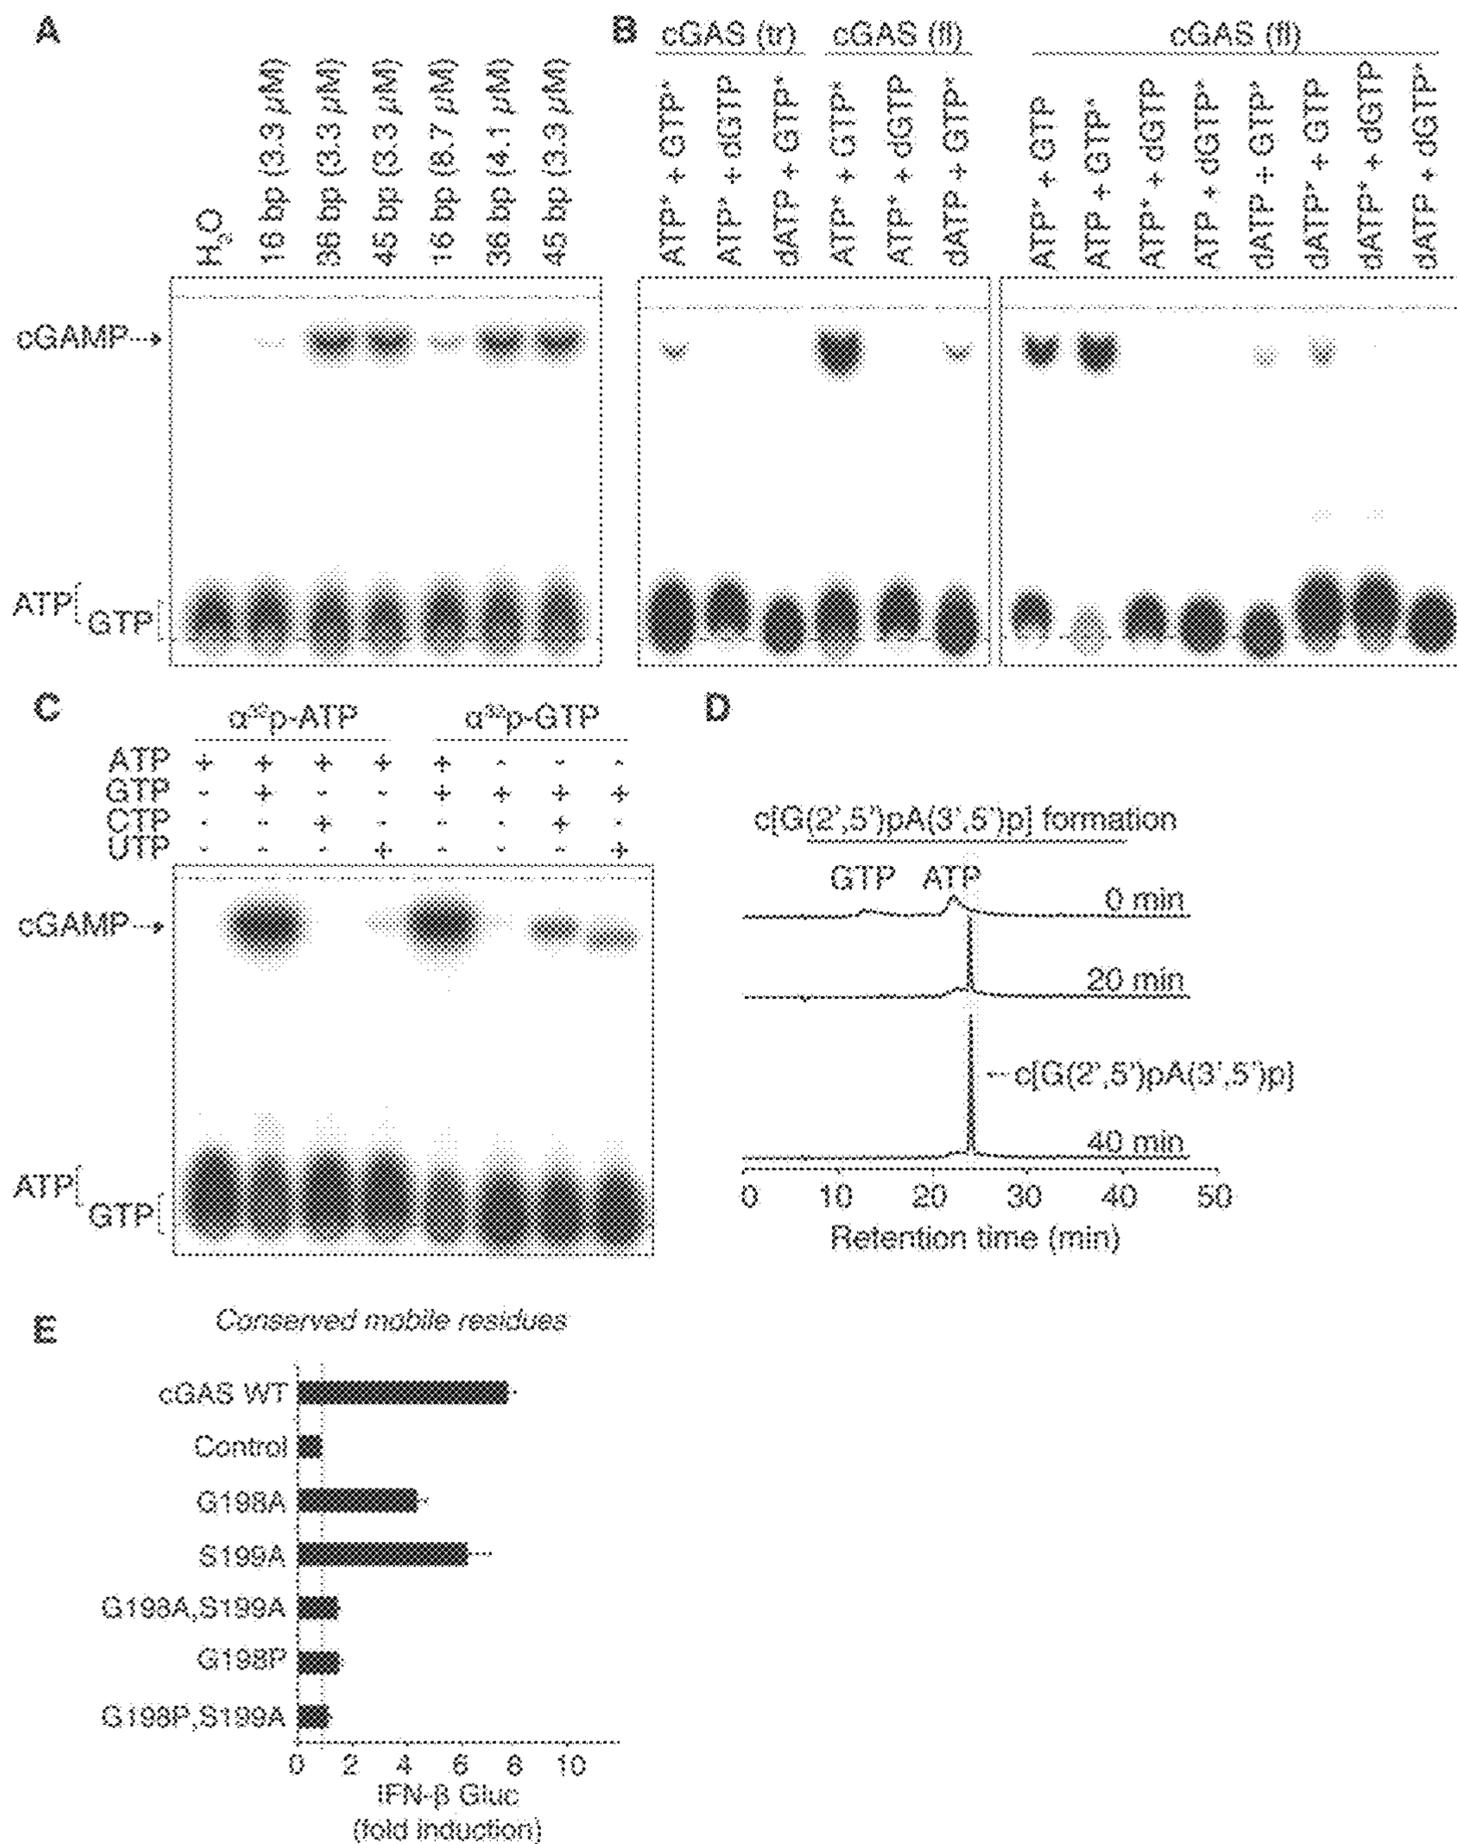 A
H2O
16 bp (3.3 µM)
36 bp (3.3 µM)
45 bp (3.3 µM)
16 bp (8.7 µM)
36 bp (4.1 µM)
45 bp (3.3 µM)
cGAMP
ATP
GTP
B
cGAS (tr)
cGAS (fl)
cGAS (fl)
ATP* + GTP*
ATP* + dGTP
dATP + GTP*
ATP* + GTP*
ATP* + dGTP
dATP + GTP*
ATP* + GTP
ATP + GTP*
ATP* + dGTP
ATP + dGTP*
dATP + GTP*
dATP* + GTP
dATP* + dGTP
dATP + dGTP*
C
α32p-ATP α32p-GTP
ATP + + + + + - - -
GTP - + - - + + + +
CTP - - + - - - + -
UTP - - - + - - - +
cGAMP
ATP
GTP
D
c[G(2',5')pA(3',5')p] formation
GTP ATP
0 min
20 min
c[G(2',5')pA(3',5')p]
40 min
0 10 20 30 40 50
Retention time (min)
E
Conserved mobile residues
cGAS WT
Control
G198A
S199A
G198A,S199A
G198P
G198P,S199A
0 2 4 6 8 10
IFN-β Gluc
(fold induction)